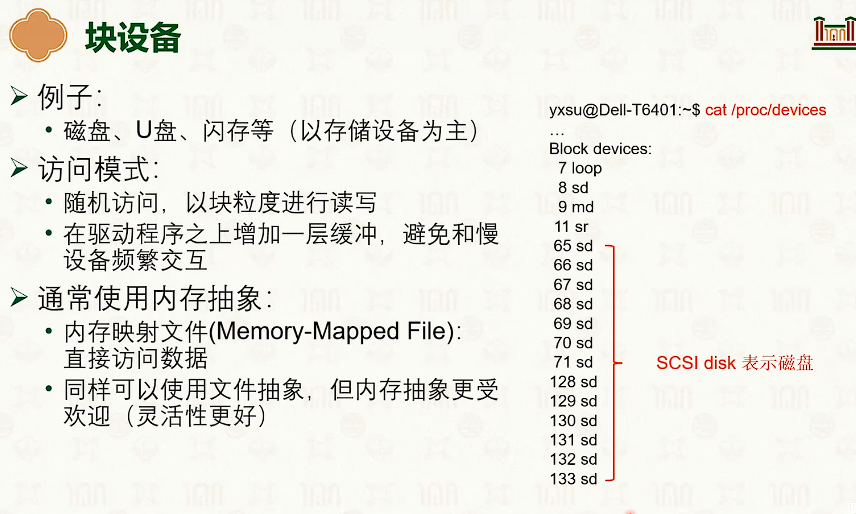 块设备
➢ 例子：
• 磁盘、U盘、闪存等（以存储设备为主）
➢ 访问模式：
• 随机访问，以块粒度进行读写
• 在驱动程序之上增加一层缓冲，避免和慢
设备频繁交互
➢ 通常使用内存抽象：
• 内存映射文件(Memory-Mapped File)：
直接访问数据
• 同样可以使用文件抽象，但内存抽象更受
欢迎（灵活性更好）
yxsu@Dell-T6401:~$ cat /proc/devices
…
Block devices:
7 loop
8 sd
9 md
11 sr
65 sd
66 sd
67 sd
68 sd
69 sd
70 sd
71 sd
128 sd
129 sd
130 sd
131 sd
132 sd
133 sd
SCSI disk 表示磁盘